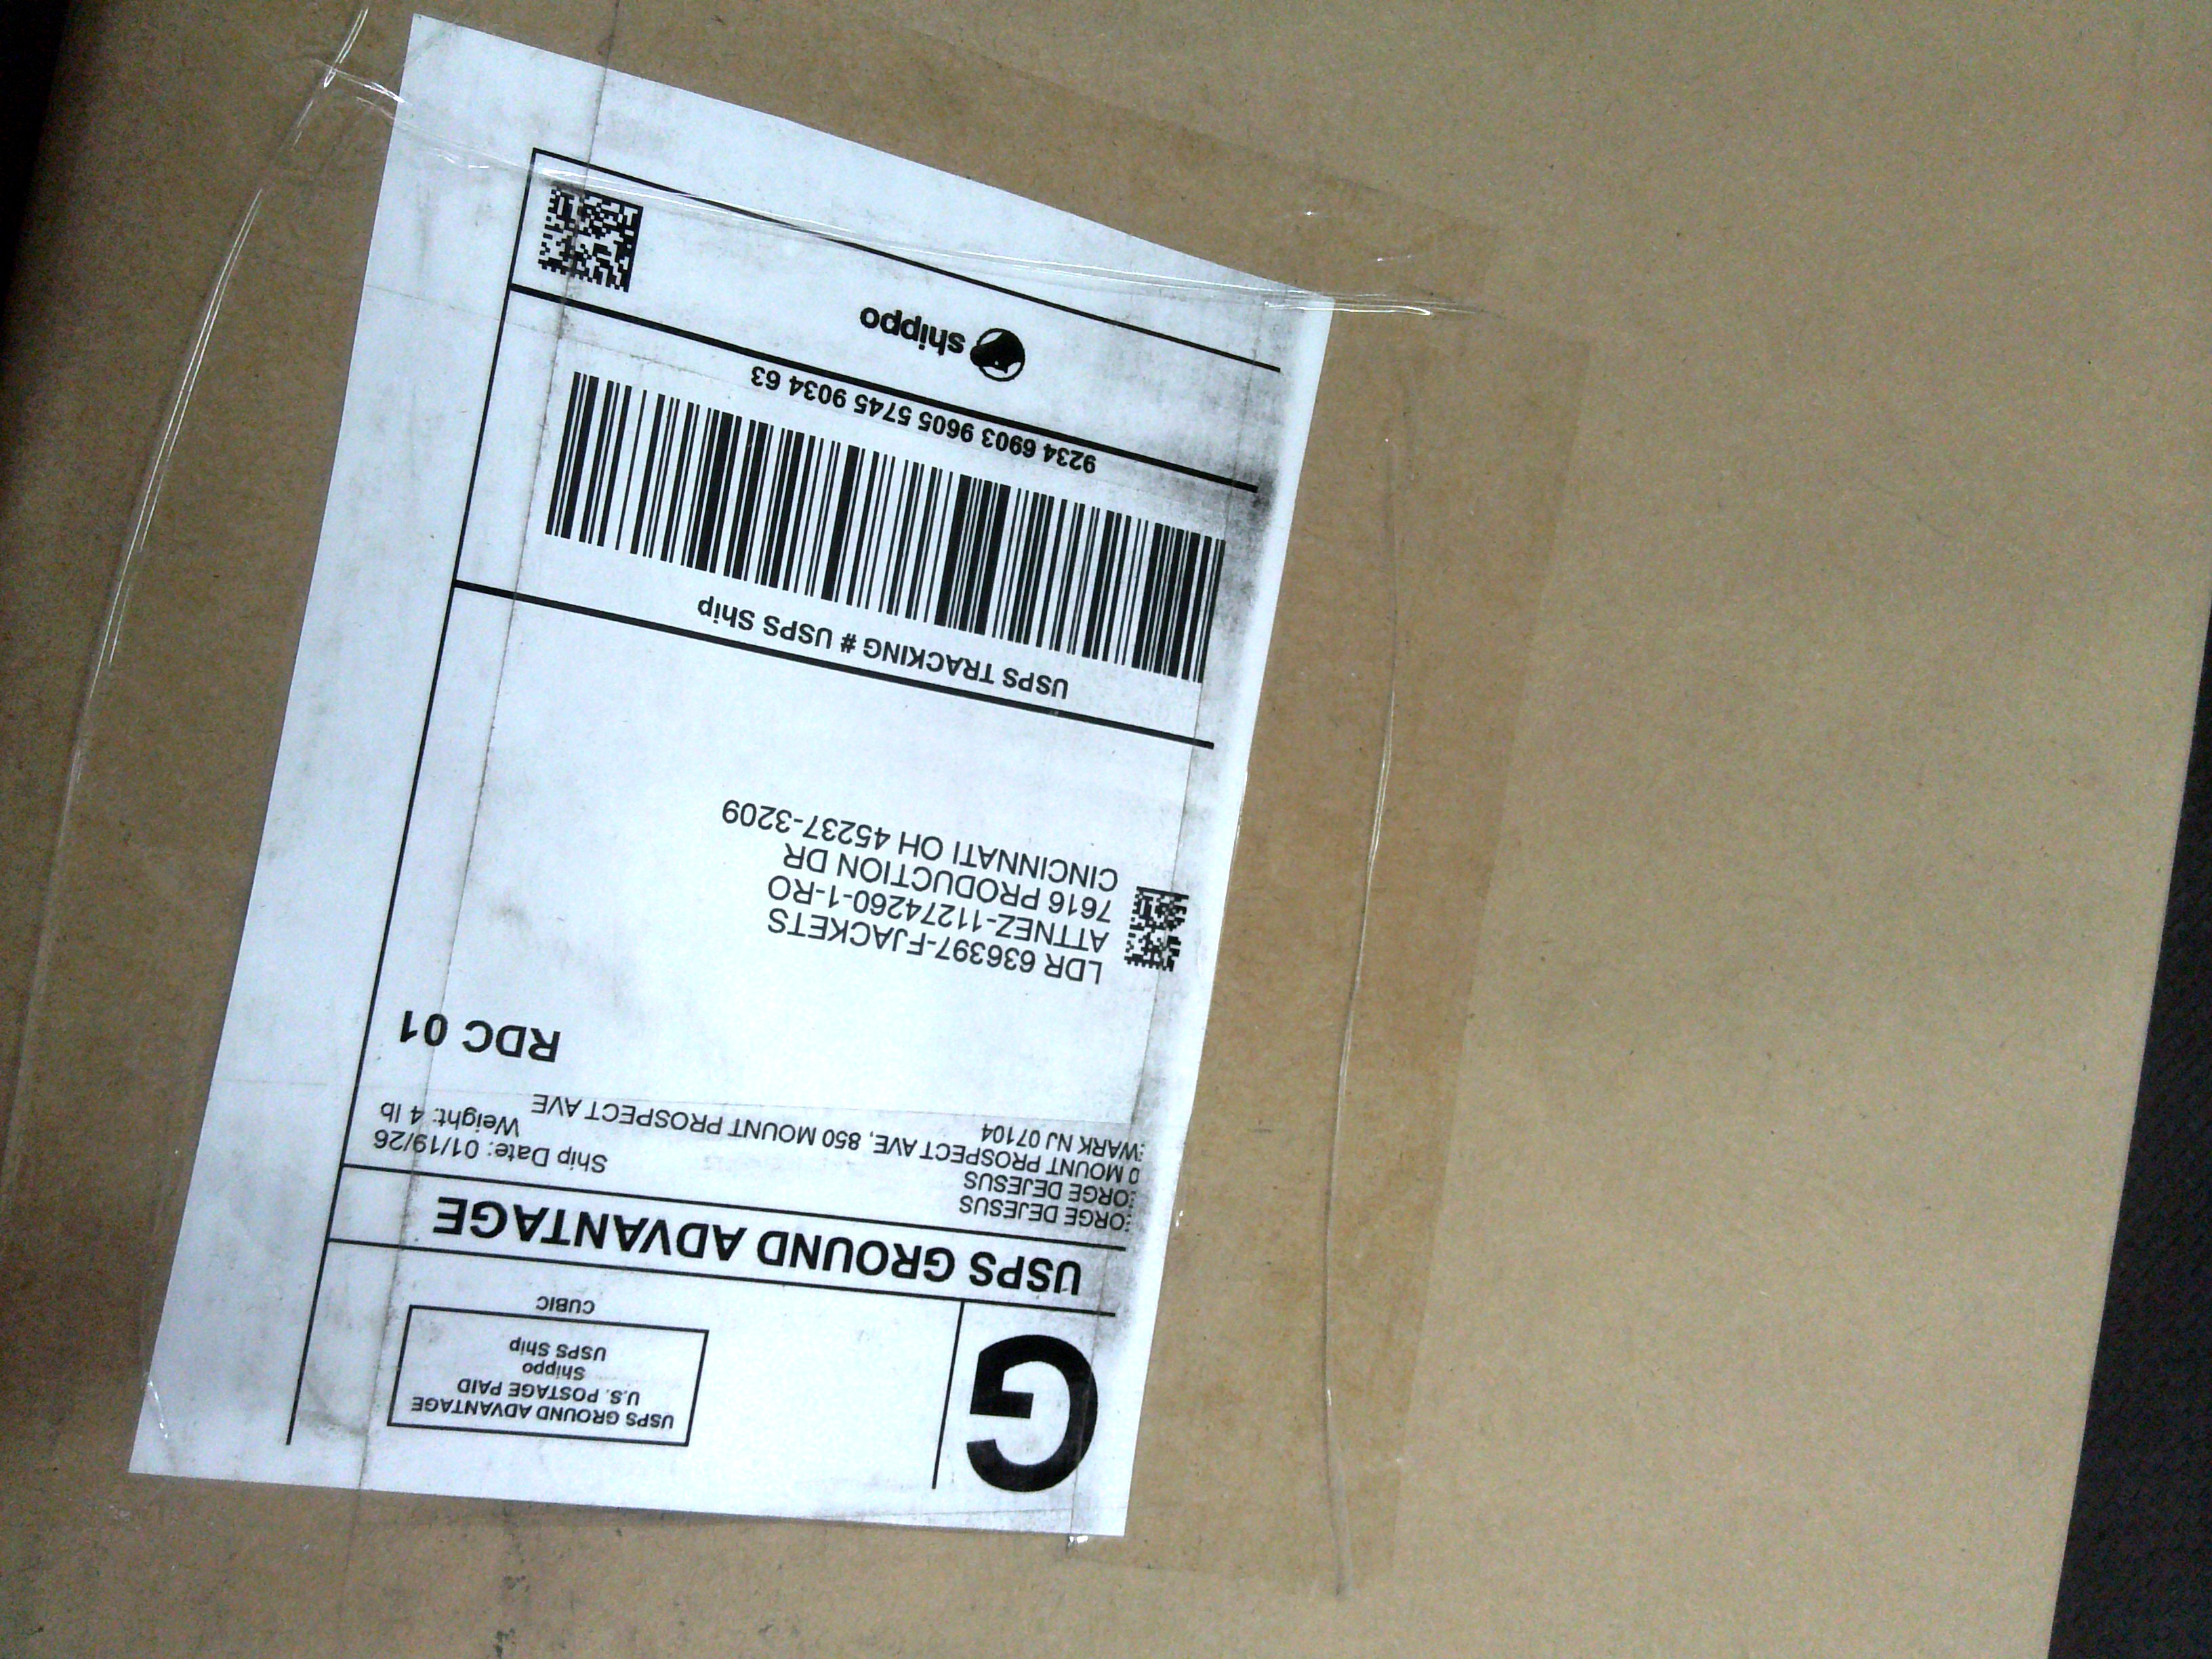 G
USPS GROUND ADVANTAGE
U.S. POSTAGE PAID
Shippo
USPS Ship
CUBIC
USPS GROUND ADVANTAGE
:ORGE DEJESUS
:ORGE DEJESUS
0 MOUNT PROSPECT AVE, 850 MOUNT PROSPECT AVE
:WARK NJ 07104
Ship Date: 01/19/26
Weight: 4 lb
RDC 01
LDR 636397-FJACKETS
ATTNEZ-11274260-1-RO
7616 PRODUCTION DR
CINCINNATI OH 45237-3209
USPS TRACKING # USPS Ship
9234 6903 9605 5745 9034 63
shippo